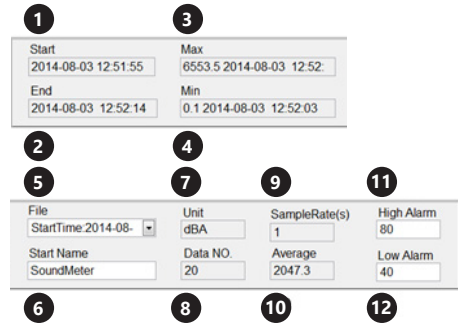 1 3
Start Max
2014-08-03 12:51:55 6553.5 2014-08-03 12:52:
End Min
2014-08-03 12:52:14 0.1 2014-08-03 12:52:03
2 4
5 7 9 11
File Unit SampleRate(s) High Alarm
StartTime:2014-08- dBA 1 80
Start Name Data NO. Average Low Alarm
SoundMeter 20 2047.3 40
6 8 10 12